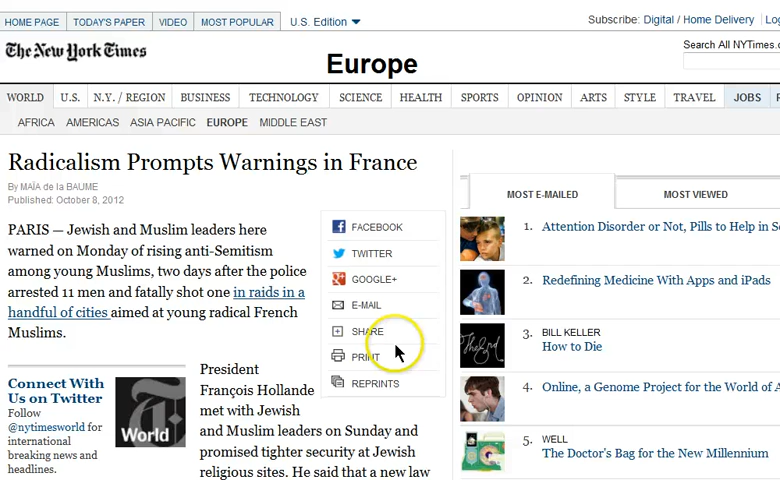 HOME PAGE TODAY'S PAPER VIDEO MOST POPULAR U.S. Edition
Subscribe: Digital / Home Delivery
The New York Times
Search All NYTimes.
Europe
WORLD U.S. N.Y. / REGION BUSINESS TECHNOLOGY SCIENCE HEALTH SPORTS OPINION ARTS STYLE TRAVEL JOBS
AFRICA AMERICAS ASIA PACIFIC EUROPE MIDDLE EAST
Radicalism Prompts Warnings in France
By MAÏA de la BAUME
Published: October 8, 2012
PARIS — Jewish and Muslim leaders here
warned on Monday of rising anti-Semitism
among young Muslims, two days after the police
arrested 11 men and fatally shot one in raids in a
handful of cities aimed at young radical French
Muslims.
FACEBOOK
TWITTER
GOOGLE+
E-MAIL
SHARE
PRINT
REPRINTS
Connect With
Us on Twitter
Follow
@nytimesworld for
international
breaking news and
headlines.
T
World
President
François Hollande
met with Jewish
and Muslim leaders on Sunday and
promised tighter security at Jewish
religious sites. He said that a new law
MOST E-MAILED MOST VIEWED
1. Attention Disorder or Not, Pills to Help in
2. Redefining Medicine With Apps and iPads
The End
3. BILL KELLER
How to Die
4. Online, a Genome Project for the World of
5. WELL
The Doctor's Bag for the New Millennium